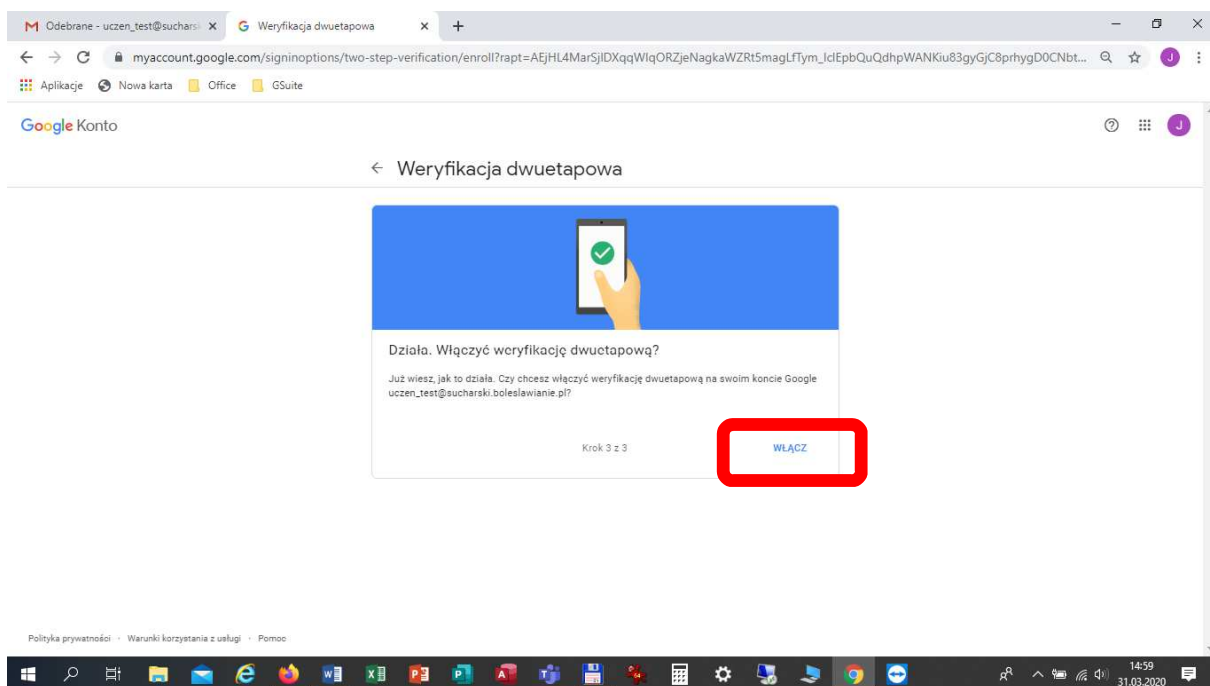 Odebrane - uczen_test@suchars
Weryfikacja dwuetapowa
myaccount.google.com/signinoptions/two-step-verification/enroll?rapt=AEjHL4MarSjIDXqqWIqORZjeNagkaWZRt5magLfTym_IcIEpbQuQdhpWANKiu83gyGjC8prhygD0CNbt...
J
Aplikacje Nowa karta Office GSuite
Google Konto
J
Weryfikacja dwuetapowa
Działa. Włączyć weryfikację dwuetapową?
Już wiesz, jak to działa. Czy chcesz włączyć weryfikację dwuetapową na swoim koncie Google
uczen_test@sucharski.boleslawianie.pl?
Krok 3 z 3
WŁĄCZ
Polityka prywatności · Warunki korzystania z usługi · Pomoc
14:59
31.03.2020